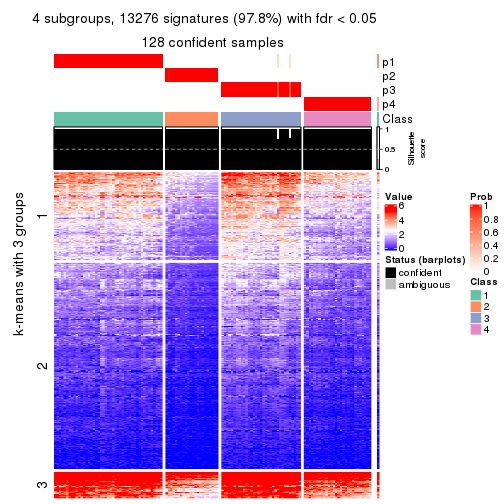 4 subgroups, 13276 signatures (97.8%) with fdr < 0.05
128 confident samples
p1
p2
p3
p4
Class
1
0.5
0
Silhouette
score
k-means with 3 groups
1
2
3
Value
6
4
2
0
Status (barplots)
confident
ambiguous
Prob
1
0.8
0.6
0.4
0.2
0
Class
1
2
3
4